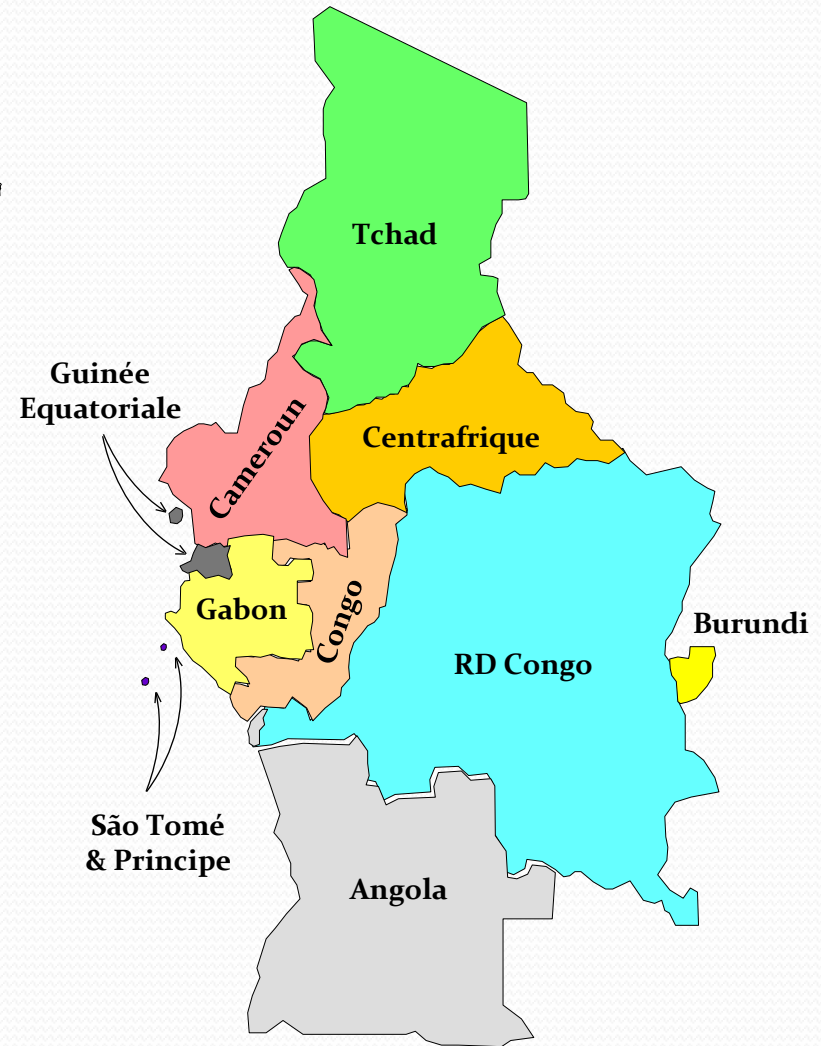 Tchad
Guinée
Equatoriale
Cameroun
Centrafrique
Gabon
Congo
Burundi
RD Congo
São Tomé
& Principe
Angola